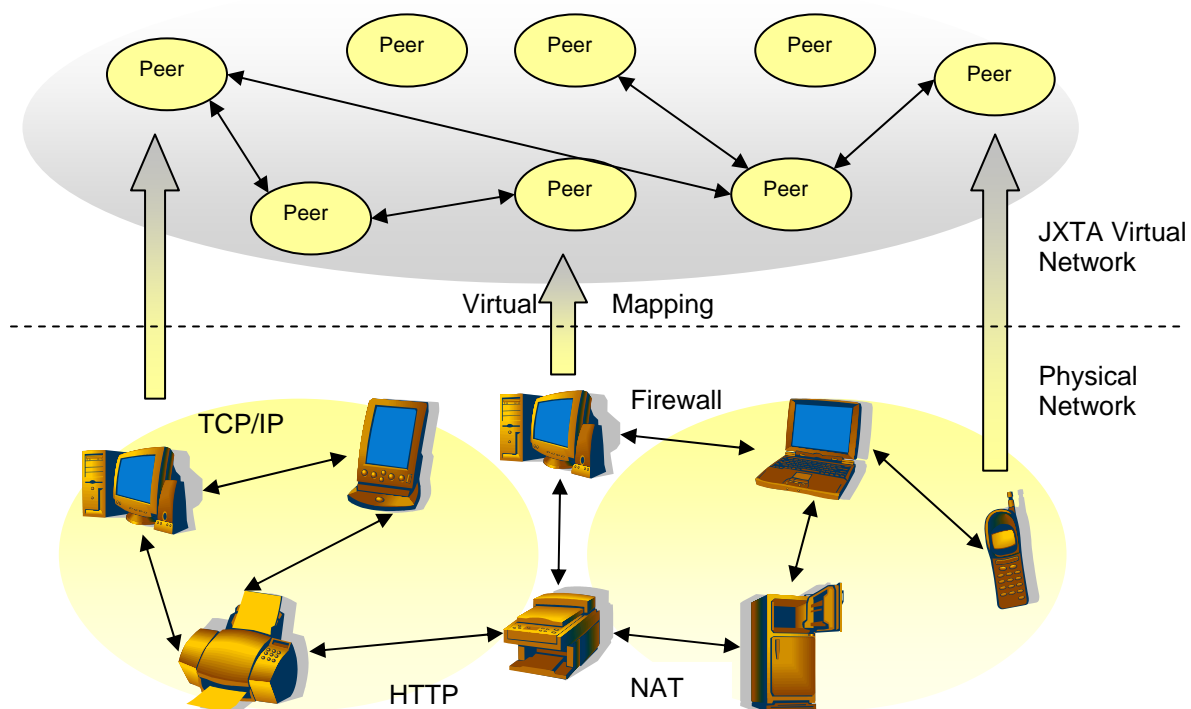 Peer
Peer
Peer
Peer
Peer
Peer
Peer
Peer
JXTA Virtual
Network
Virtual Mapping
Physical
Network
TCP/IP
Firewall
HTTP
NAT